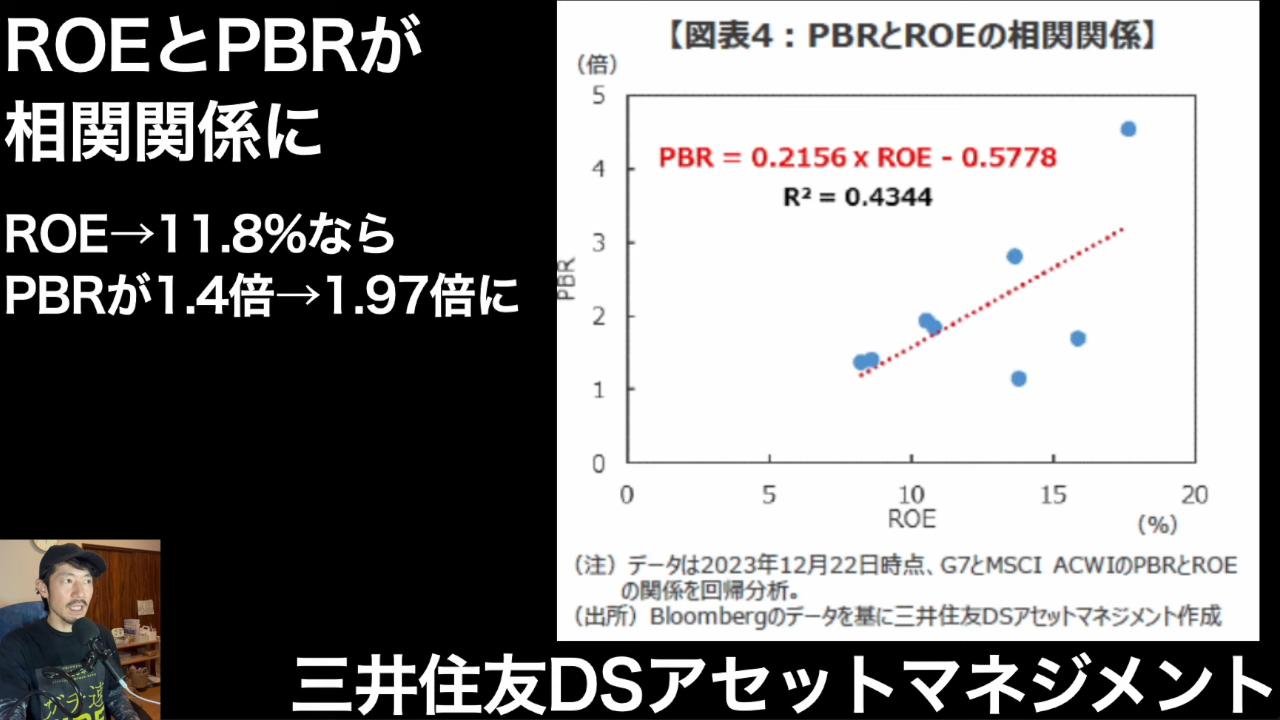 ROEとPBRが
相関関係に
ROE→11.8%なら
PBRが1.4倍→1.97倍に
【図表4：PBRとROEの相関関係】
（倍）
5
4
3
2
1
0
PBR
PBR = 0.2156 x ROE - 0.5778
R² = 0.4344
0 5 10 15 20
ROE
（%）
（注）データは2023年12月22日時点、G7とMSCI ACWIのPBRとROE
の関係を回帰分析。
（出所）Bloombergのデータを基に三井住友DSアセットマネジメント作成
三井住友DSアセットマネジメント